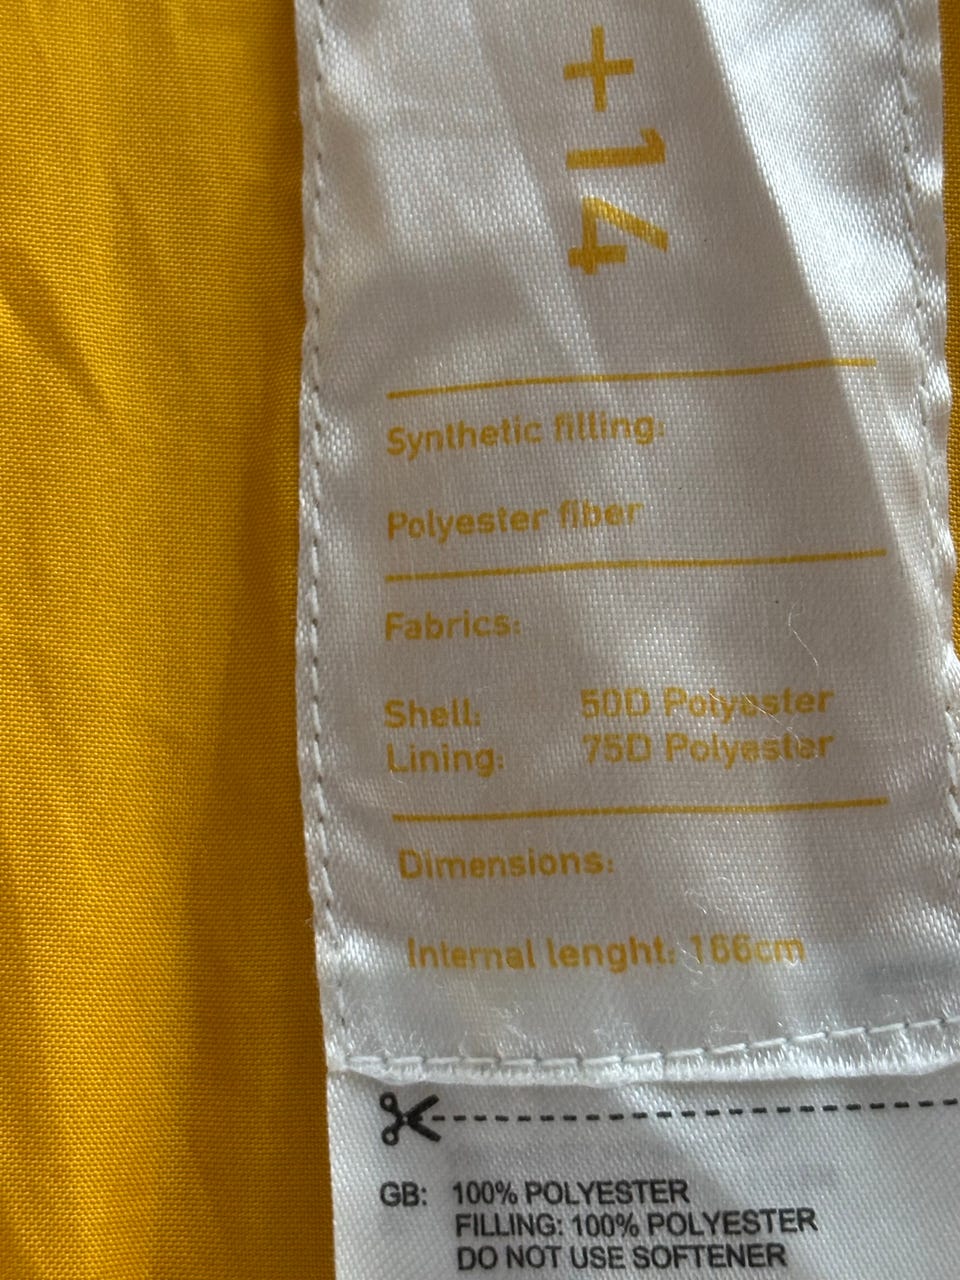 +14
Synthetic filling:
Polyester fiber
Fabrics:
Shell: 50D Polyester
Lining: 75D Polyester
Dimensions:
Internal lenght: 166cm
GB: 100% POLYESTER
FILLING: 100% POLYESTER
DO NOT USE SOFTENER